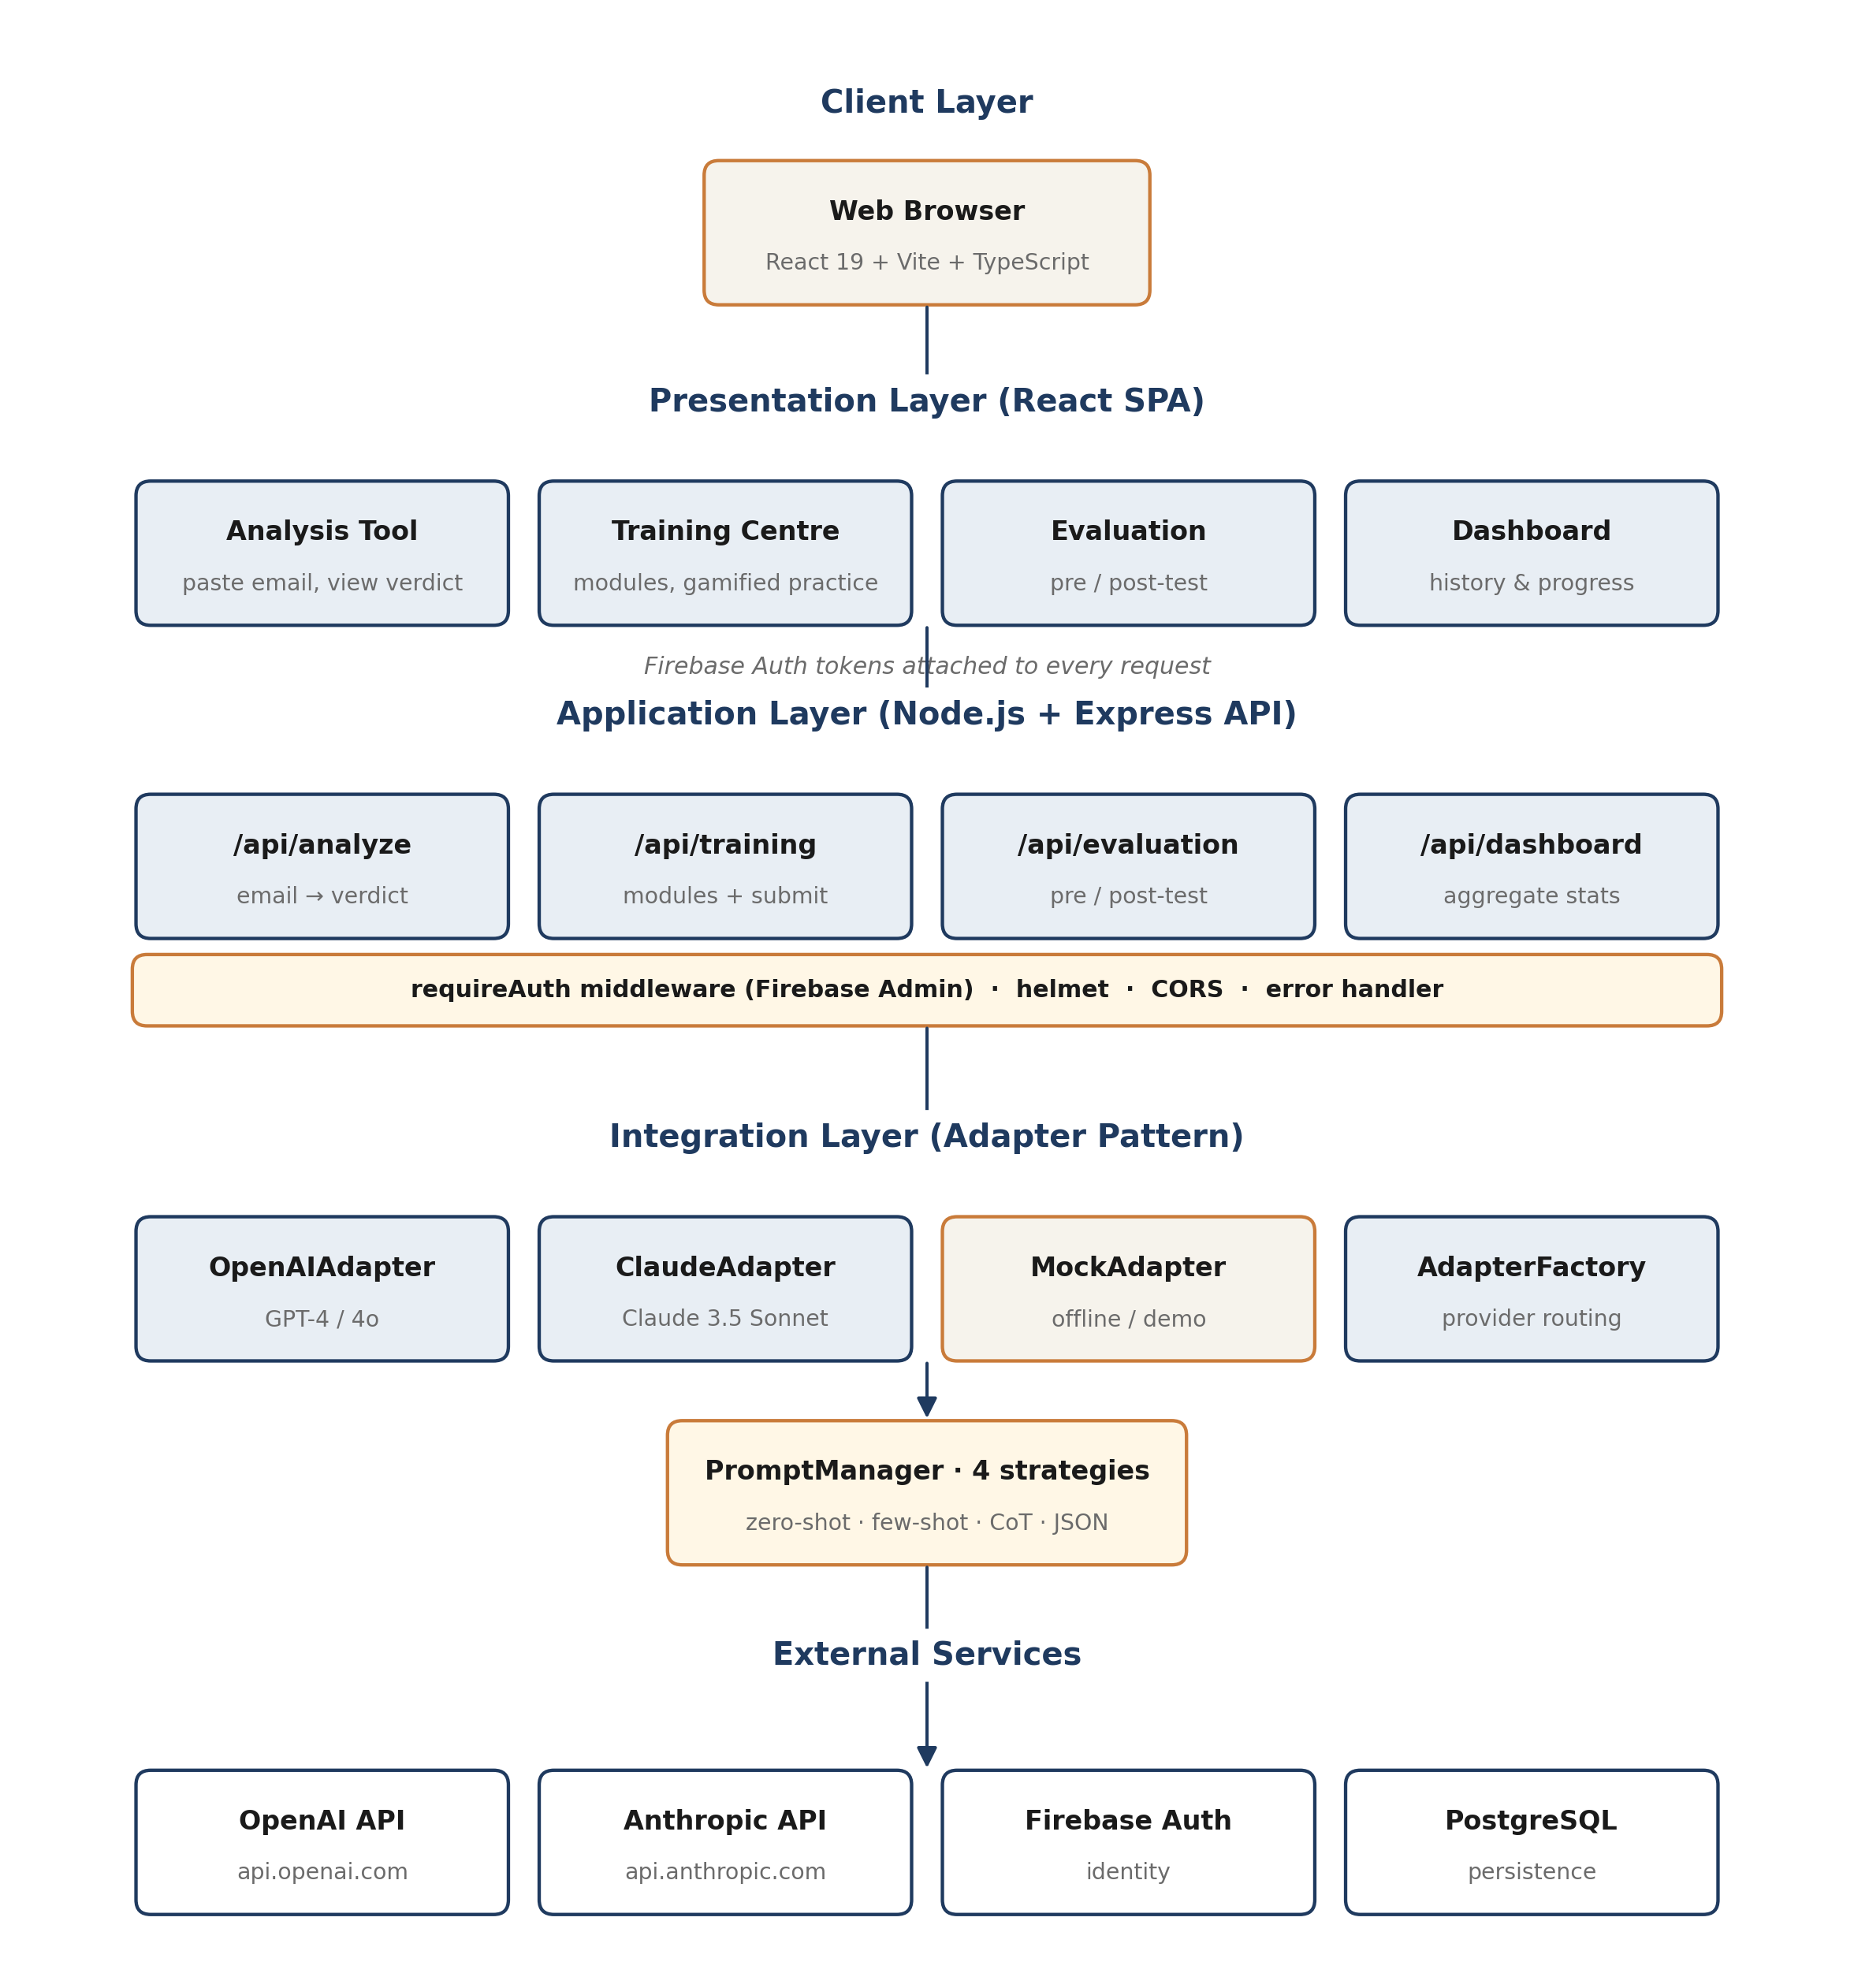 Client Layer
Web Browser
React 19 + Vite + TypeScript
Presentation Layer (React SPA)
Analysis Tool
paste email, view verdict
Training Centre
modules, gamified practice
Evaluation
pre / post-test
Dashboard
history & progress
Firebase Auth tokens attached to every request
Application Layer (Node.js + Express API)
/api/analyze
email → verdict
/api/training
modules + submit
/api/evaluation
pre / post-test
/api/dashboard
aggregate stats
requireAuth middleware (Firebase Admin) · helmet · CORS · error handler
Integration Layer (Adapter Pattern)
OpenAIAdapter
GPT-4 / 4o
ClaudeAdapter
Claude 3.5 Sonnet
MockAdapter
offline / demo
AdapterFactory
provider routing
PromptManager · 4 strategies
zero-shot · few-shot · CoT · JSON
External Services
OpenAI API
api.openai.com
Anthropic API
api.anthropic.com
Firebase Auth
identity
PostgreSQL
persistence